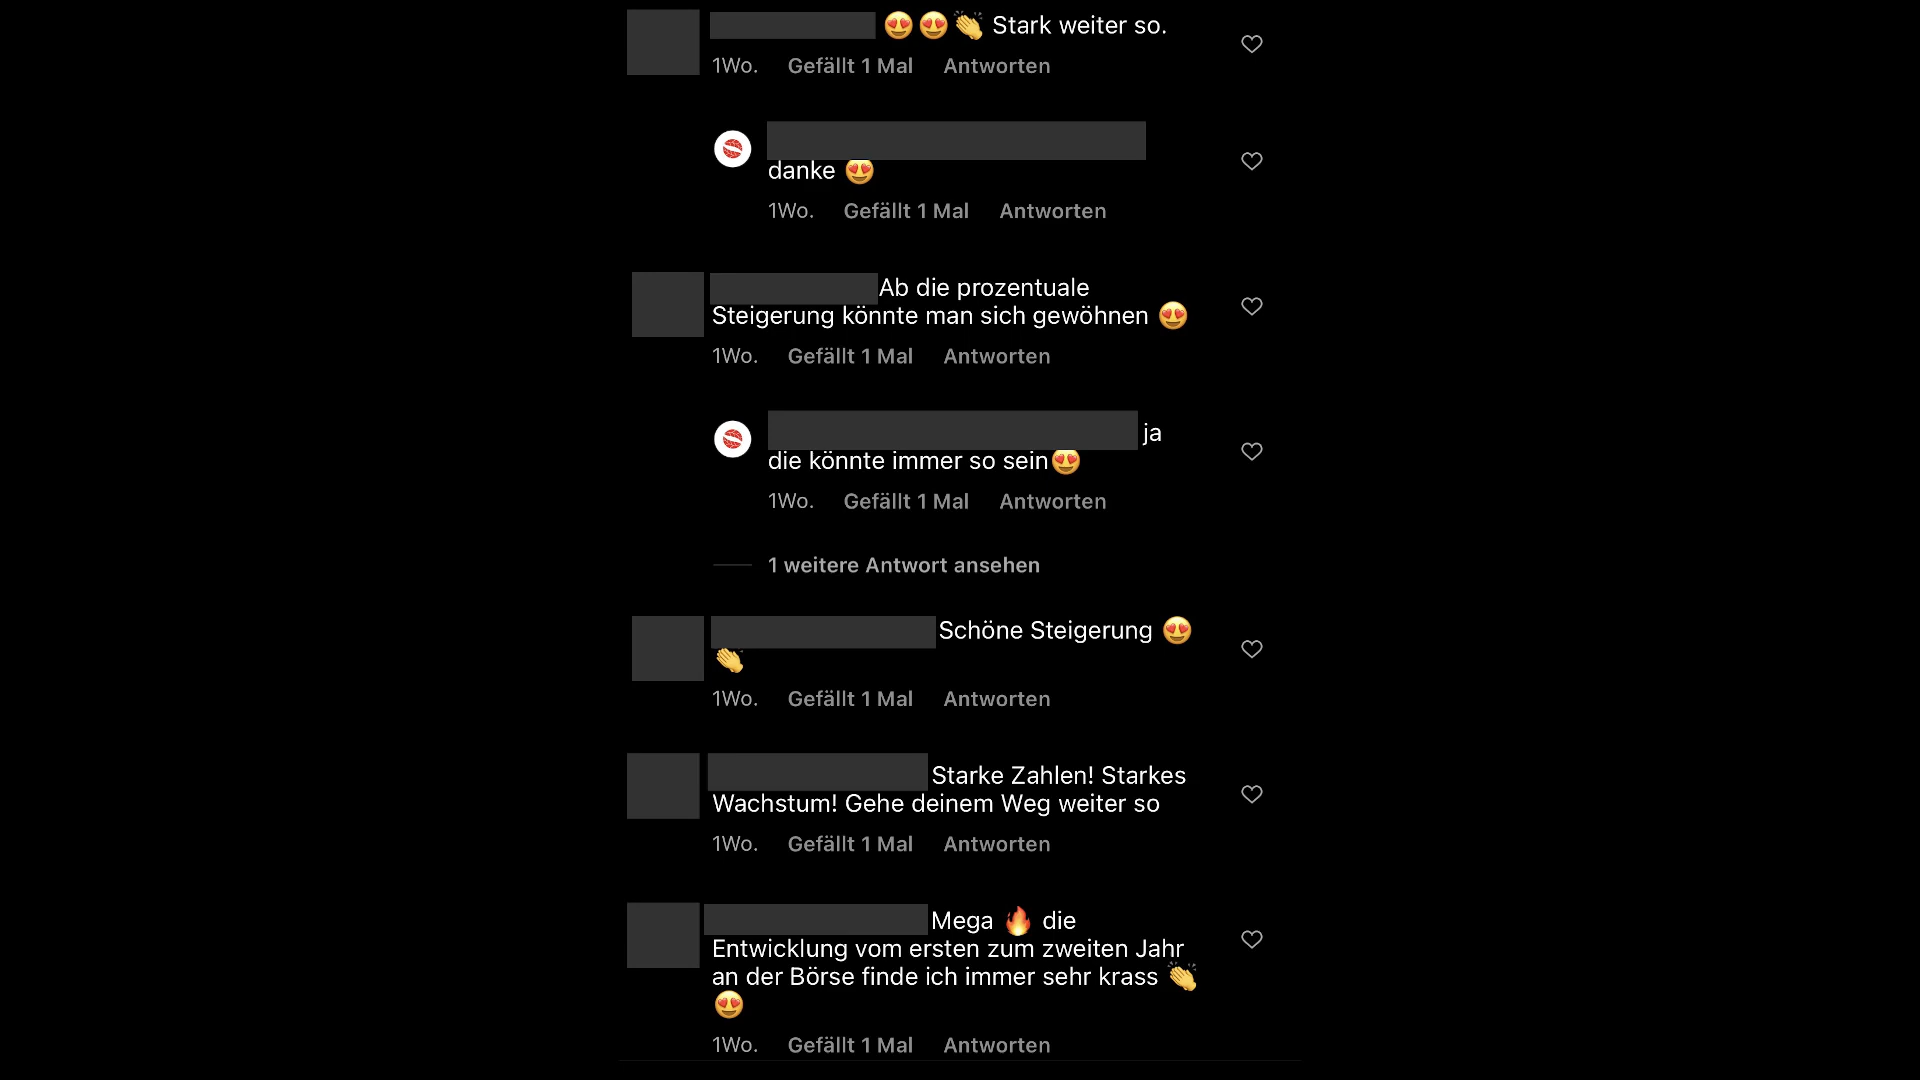 😍😍👏 Stark weiter so.
1Wo. Gefällt 1 Mal Antworten
danke 😍
1Wo. Gefällt 1 Mal Antworten
Ab die prozentuale
Steigerung könnte man sich gewöhnen 😍
1Wo. Gefällt 1 Mal Antworten
ja
die könnte immer so sein😍
1Wo. Gefällt 1 Mal Antworten
1 weitere Antwort ansehen
Schöne Steigerung 😍
👏
1Wo. Gefällt 1 Mal Antworten
Starke Zahlen! Starkes
Wachstum! Gehe deinem Weg weiter so
1Wo. Gefällt 1 Mal Antworten
Mega 🔥 die
Entwicklung vom ersten zum zweiten Jahr
an der Börse finde ich immer sehr krass 👏
😍
1Wo. Gefällt 1 Mal Antworten